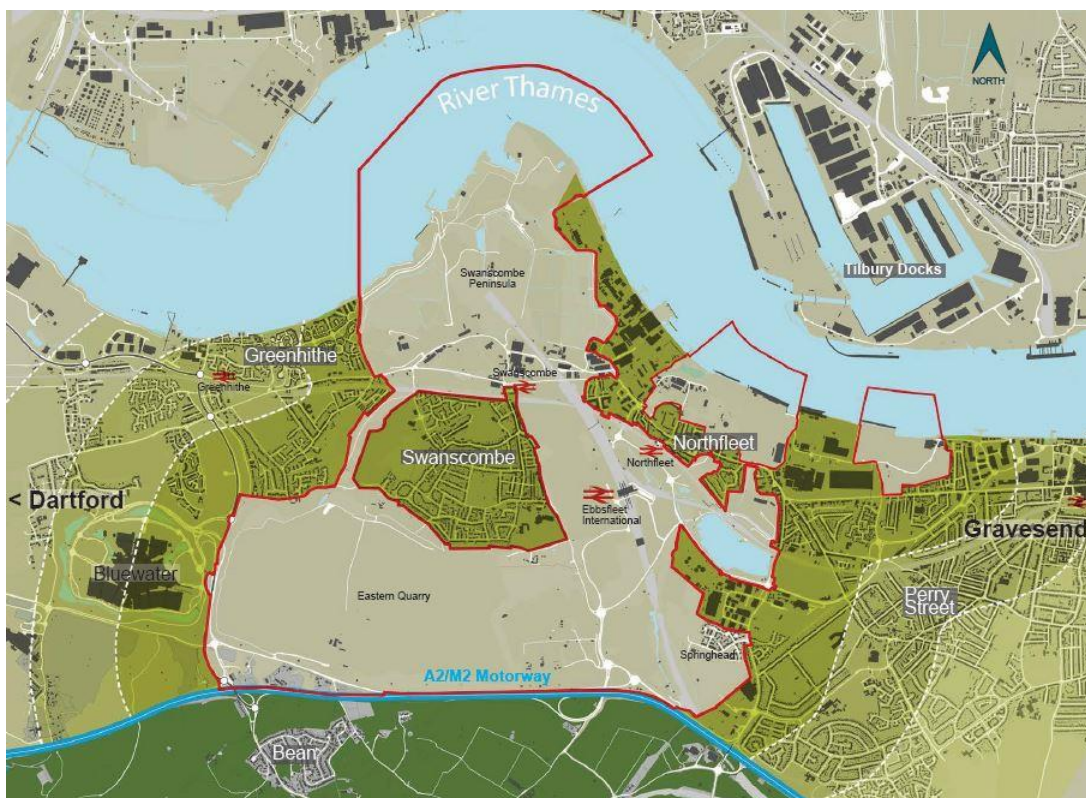 River Thames
NORTH
Tilbury Docks
Swanscombe
Peninsula
Greenhithe
Greenhithe
Swanscombe
Swanscombe
Northfleet
Northfleet
Ebbsfleet
International
< Dartford
Gravesend
Bluewater
Eastern Quarry
Perry
Street
Springhead
A2/M2 Motorway
Bean